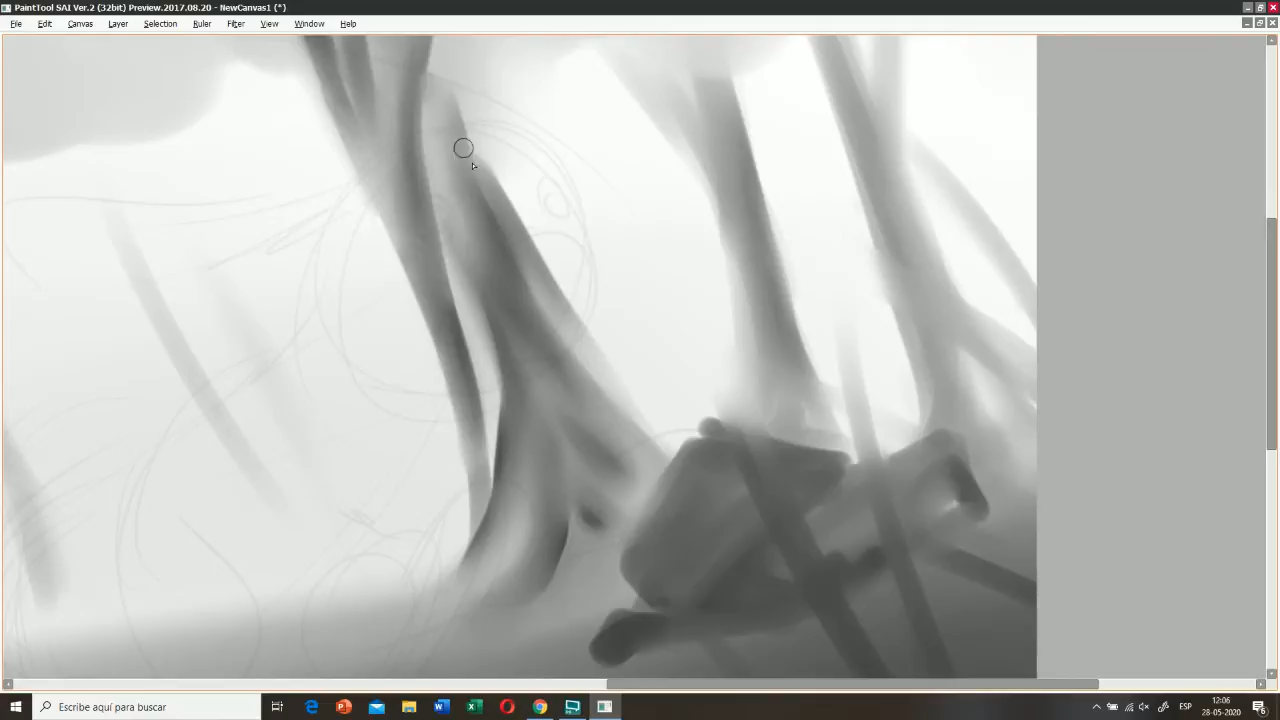 PaintTool SAI Ver.2 (32bit) Preview.2017.08.20 - NewCanvas1 (*)
File Edit Canvas Layer Selection Ruler Filter View Window Help
Escribe aquí para buscar
ESP
12:06
28-05-2020
6